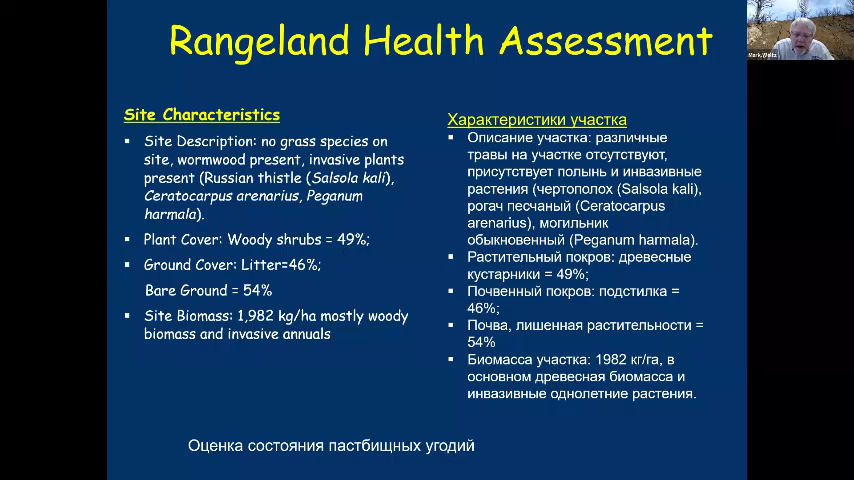 Rangeland Health Assessment
Mark.Weltz
Site Characteristics
Site Description: no grass species on
site, wormwood present, invasive plants
present (Russian thistle (Salsola kali),
Ceratocarpus arenarius, Peganum
harmala).
Plant Cover: Woody shrubs = 49%;
Ground Cover: Litter=46%;
Bare Ground = 54%
Site Biomass: 1,982 kg/ha mostly woody
biomass and invasive annuals
Характеристики участка
Описание участка: различные
травы на участке отсутствуют,
присутствует полынь и инвазивные
растения (чертополох (Salsola kali),
рогач песчаный (Ceratocarpus
arenarius), могильник
обыкновенный (Peganum harmala).
Растительный покров: древесные
кустарники = 49%;
Почвенный покров: подстилка =
46%;
Почва, лишенная растительности =
54%
Биомасса участка: 1982 кг/га, в
основном древесная биомасса и
инвазивные однолетние растения.
Оценка состояния пастбищных угодий